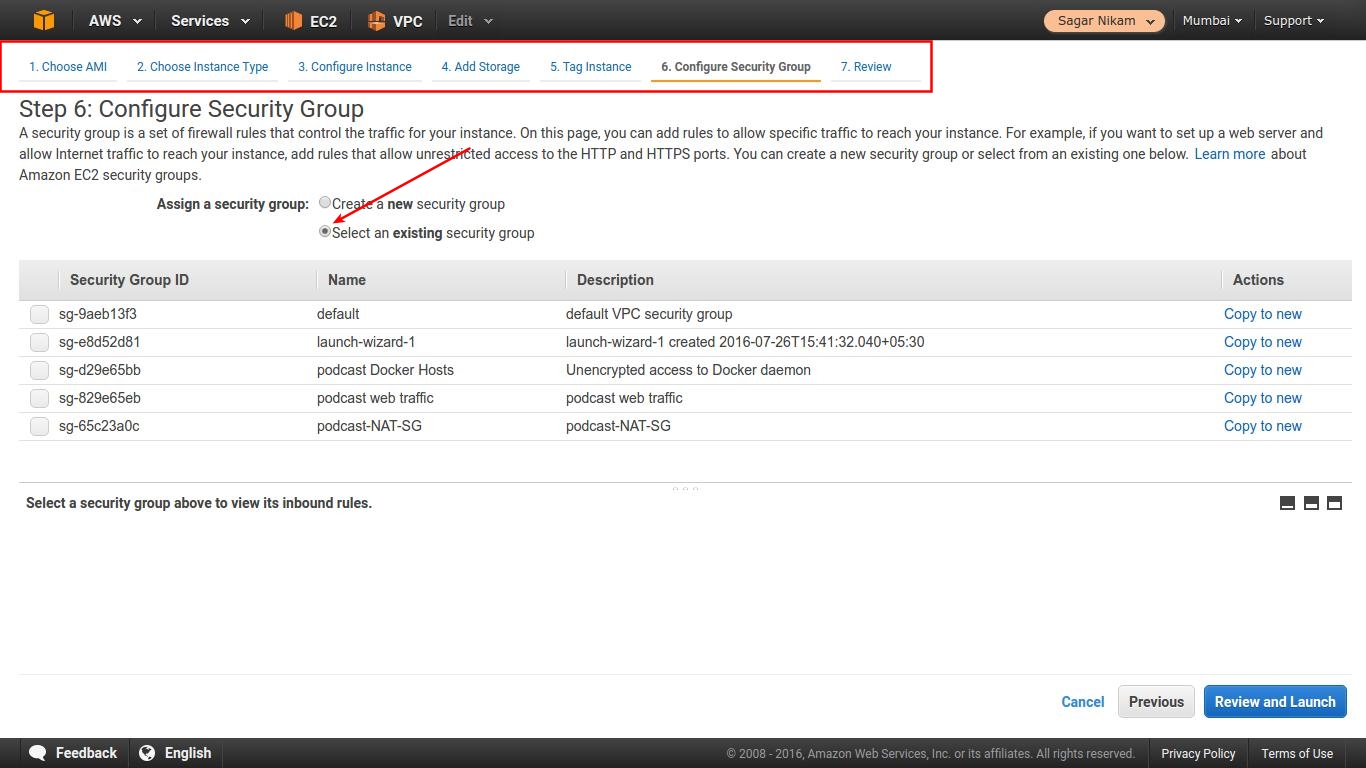 AWS Services EC2 VPC Edit Sagar Nikam Mumbai Support
1. Choose AMI 2. Choose Instance Type 3. Configure Instance 4. Add Storage 5. Tag Instance 6. Configure Security Group 7. Review
Step 6: Configure Security Group
A security group is a set of firewall rules that control the traffic for your instance. On this page, you can add rules to allow specific traffic to reach your instance. For example, if you want to set up a web server and
allow Internet traffic to reach your instance, add rules that allow unrestricted access to the HTTP and HTTPS ports. You can create a new security group or select from an existing one below. Learn more about
Amazon EC2 security groups.
Assign a security group: Create a new security group
Select an existing security group
Security Group ID Name Description Actions
sg-9aeb13f3 default default VPC security group Copy to new
sg-e8d52d81 launch-wizard-1 launch-wizard-1 created 2016-07-26T15:41:32.040+05:30 Copy to new
sg-d29e65bb podcast Docker Hosts Unencrypted access to Docker daemon Copy to new
sg-829e65eb podcast web traffic podcast web traffic Copy to new
sg-65c23a0c podcast-NAT-SG podcast-NAT-SG Copy to new
Select a security group above to view its inbound rules.
Cancel Previous Review and Launch
Feedback English © 2008 - 2016, Amazon Web Services, Inc. or its affiliates. All rights reserved. Privacy Policy Terms of Use